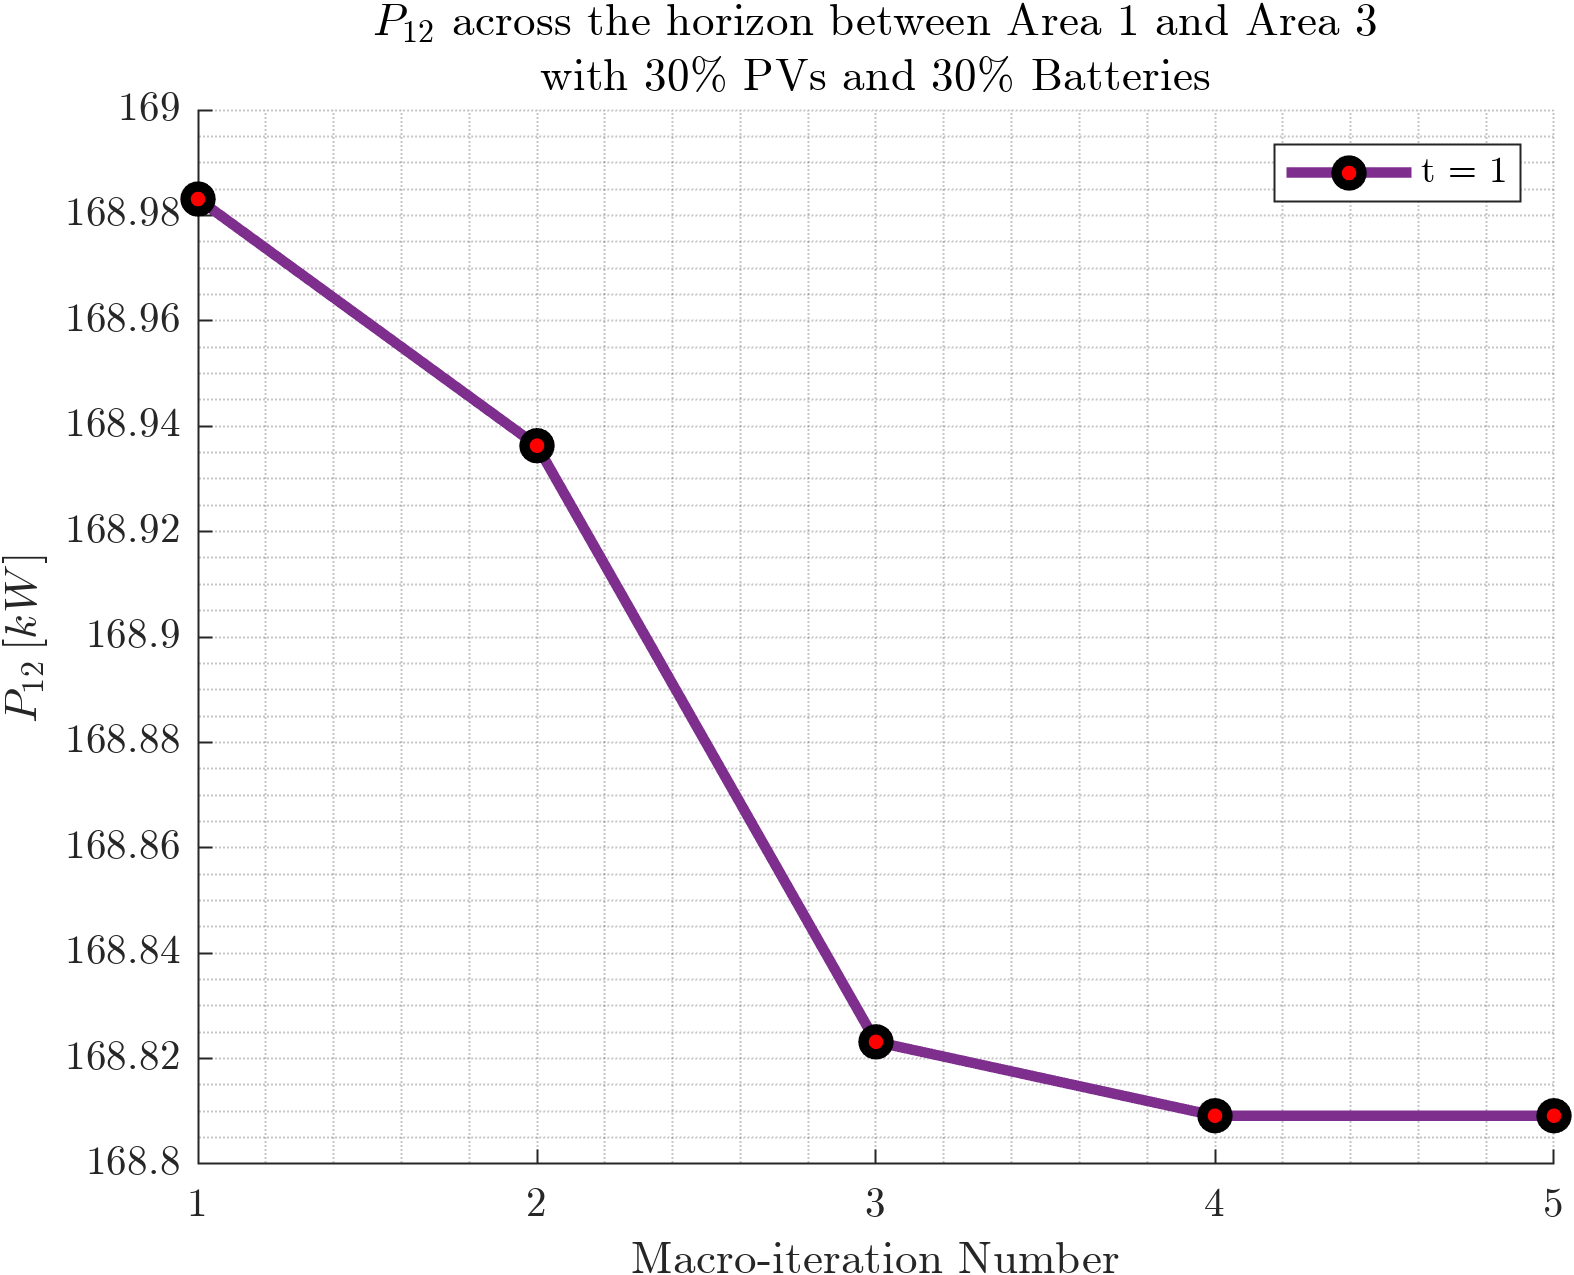 P₁₂ across the horizon between Area 1 and Area 3
with 30% PVs and 30% Batteries
169
168.98
168.96
168.94
168.92
168.9
168.88
168.86
168.84
168.82
168.8
P₁₂ [kW]
t = 1
1 2 3 4 5
Macro-iteration Number